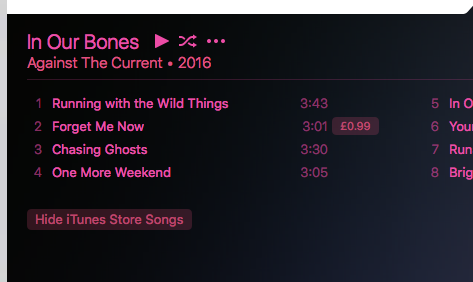 In Our Bones
Against The Current • 2016
1 Running with the Wild Things 3:43
2 Forget Me Now 3:01 £0.99
3 Chasing Ghosts 3:30
4 One More Weekend 3:05
5 In O
6 Your
7 Run
8 Brig
Hide iTunes Store Songs